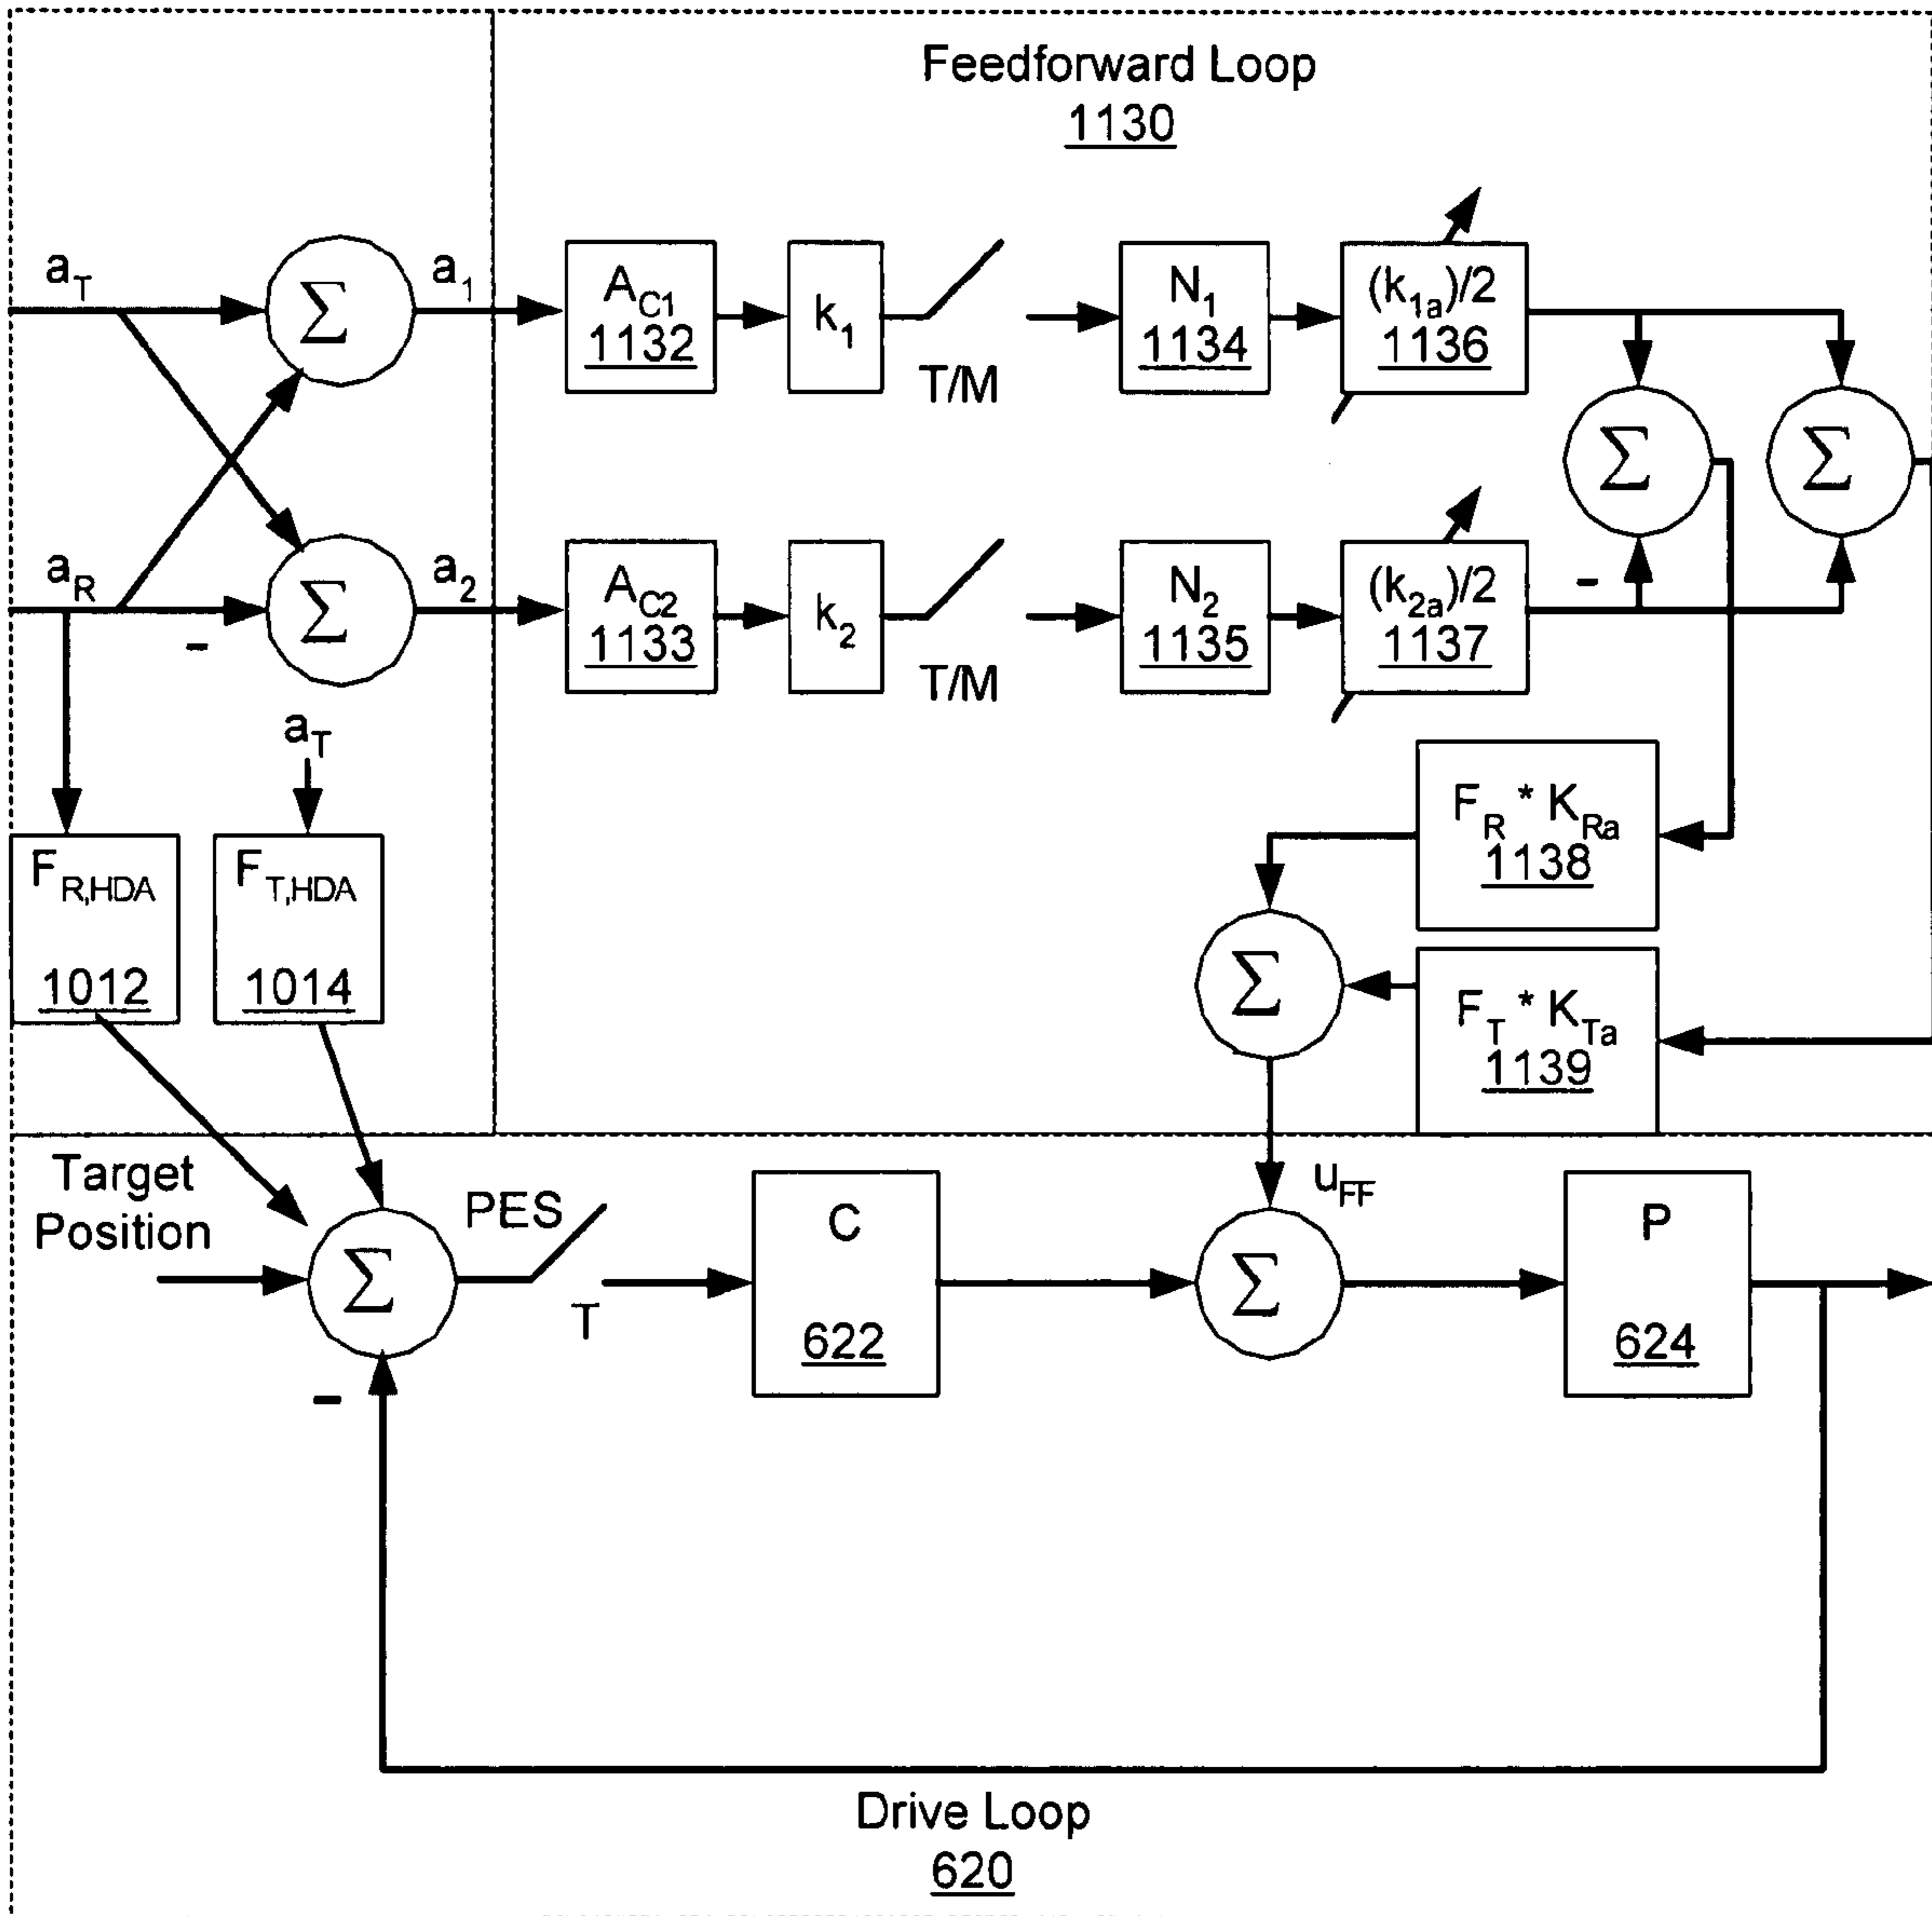 Feedforward Loop
1130
a_T
Σ
a_1
A_C1
1132
k_1
T/M
N_1
1134
(k_1a)/2
1136
Σ
Σ
a_R
-
Σ
a_2
A_C2
1133
k_2
T/M
N_2
1135
(k_2a)/2
1137
-
a_T
F_R,HDA
1012
F_T,HDA
1014
F_R * K_Ra
1138
Σ
F_T * K_Ta
1139
Target
Position
Σ
-
PES
T
C
622
Σ
u_FF
P
624
Drive Loop
620